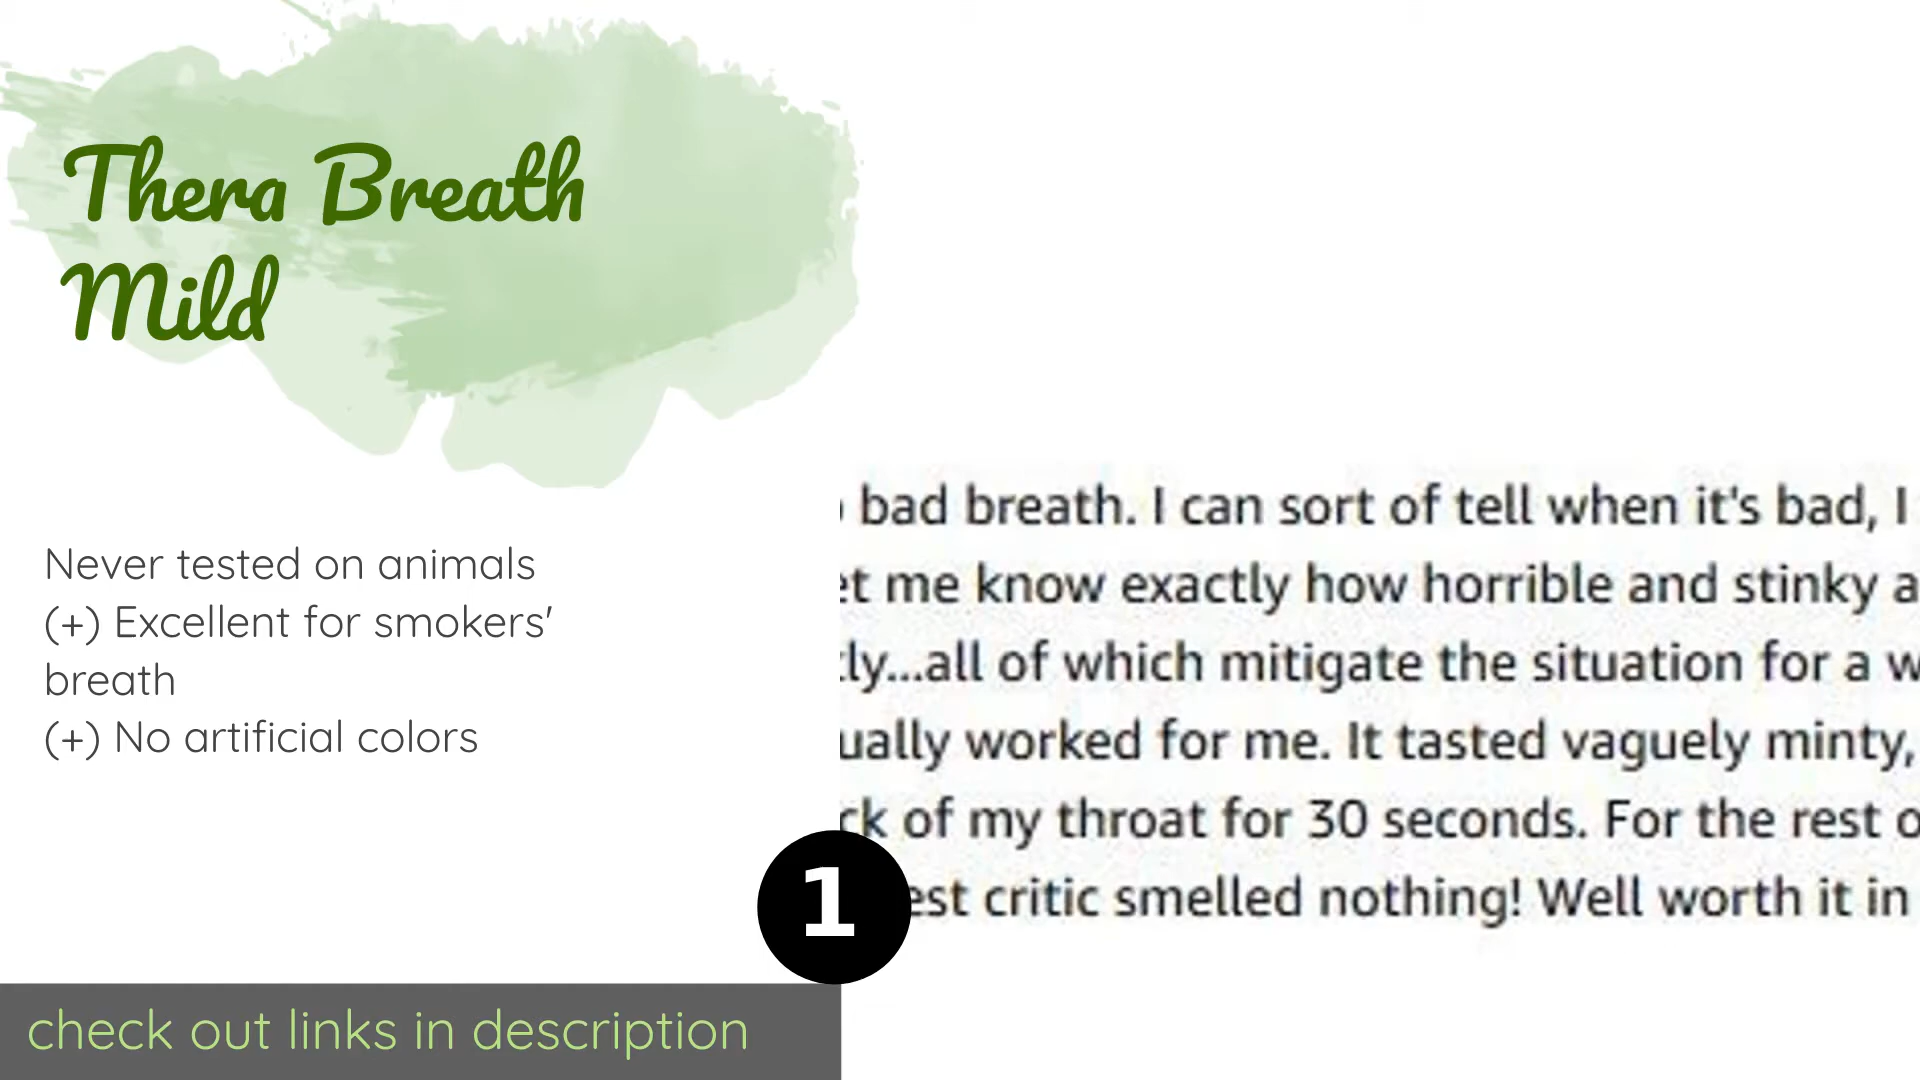 Thera Breath
Mild
Never tested on animals
(+) Excellent for smokers'
breath
(+) No artificial colors
bad breath. I can sort of tell when it's bad, I
me know exactly how horrible and stinky a
...all of which mitigate the situation for a w
worked for me. It tasted vaguely minty,
of my throat for 30 seconds. For the rest o
critic smelled nothing! Well worth it in
1
check out links in description